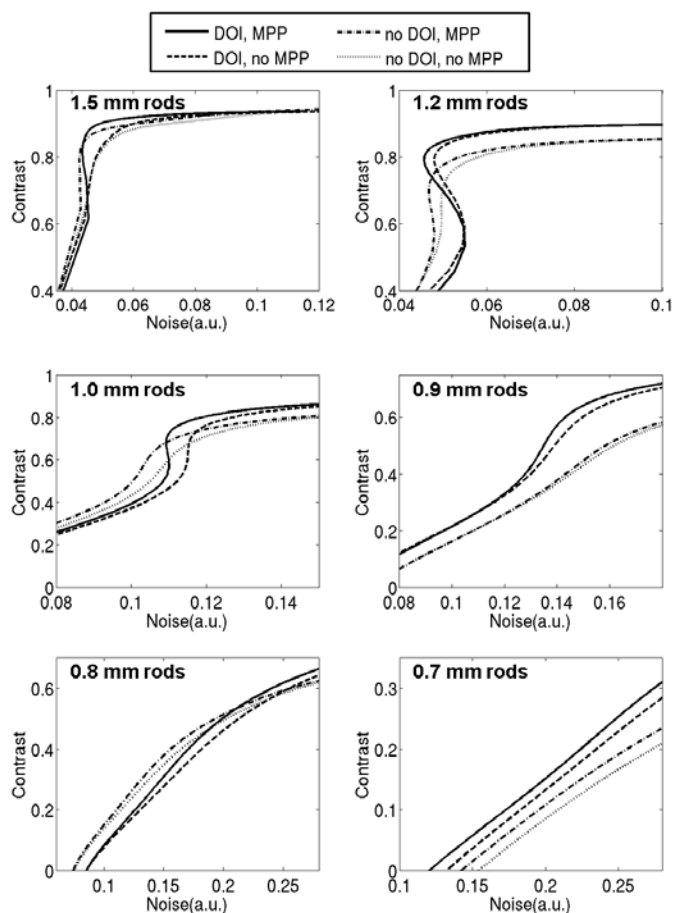 DOI, MPP no DOI, MPP
DOI, no MPP no DOI, no MPP
1.5 mm rods
Contrast
1
0.8
0.6
0.4
0.04 0.06 0.08 0.1 0.12
Noise(a.u.)
1.2 mm rods
Contrast
1
0.8
0.6
0.4
0.04 0.06 0.08 0.1
Noise(a.u.)
1.0 mm rods
Contrast
1
0.8
0.6
0.4
0.2
0
0.08 0.1 0.12 0.14
Noise(a.u.)
0.9 mm rods
Contrast
0.8
0.6
0.4
0.2
0
0.08 0.1 0.12 0.14 0.16
Noise(a.u.)
0.8 mm rods
Contrast
0.6
0.4
0.2
0
0.1 0.15 0.2 0.25
Noise(a.u.)
0.7 mm rods
Contrast
0.3
0.2
0.1
0
0.1 0.15 0.2 0.25
Noise(a.u.)